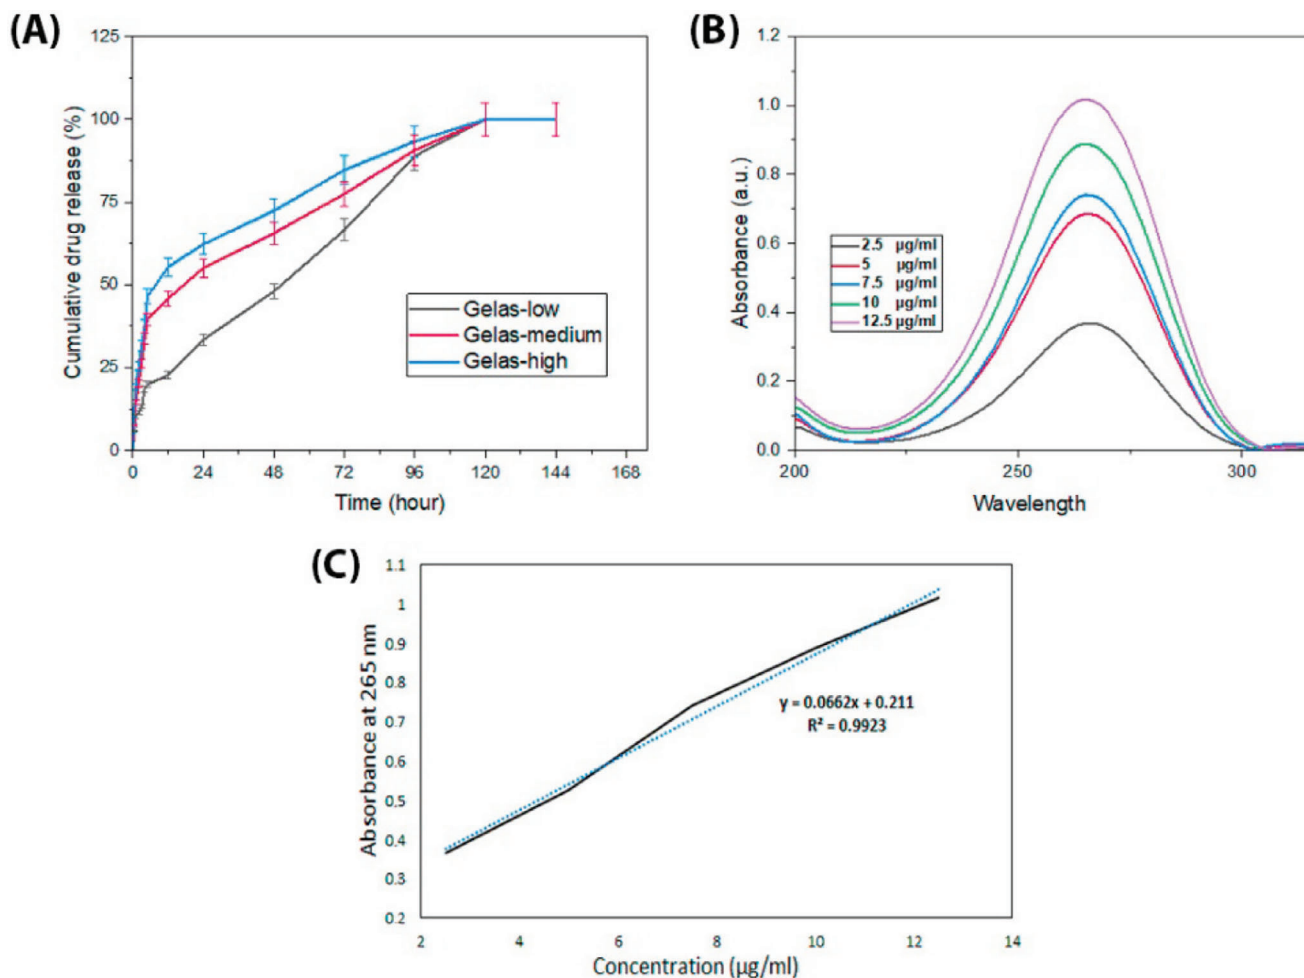 (A)
125
100
75
50
25
0
Cumulative drug release (%)
Gelas-low
Gelas-medium
Gelas-high
0 24 48 72 96 120 144 168
Time (hour)
(B)
1.2
1.0
0.8
0.6
0.4
0.2
0.0
Absorbance (a.u.)
2.5 µg/ml
5 µg/ml
7.5 µg/ml
10 µg/ml
12.5 µg/ml
200 250 300
Wavelength
(C)
1.1
1
0.9
0.8
0.7
0.6
0.5
0.4
0.3
0.2
Absorbance at 265 nm
y = 0.0662x + 0.211
R² = 0.9923
2 4 6 8 10 12 14
Concentration (µg/ml)